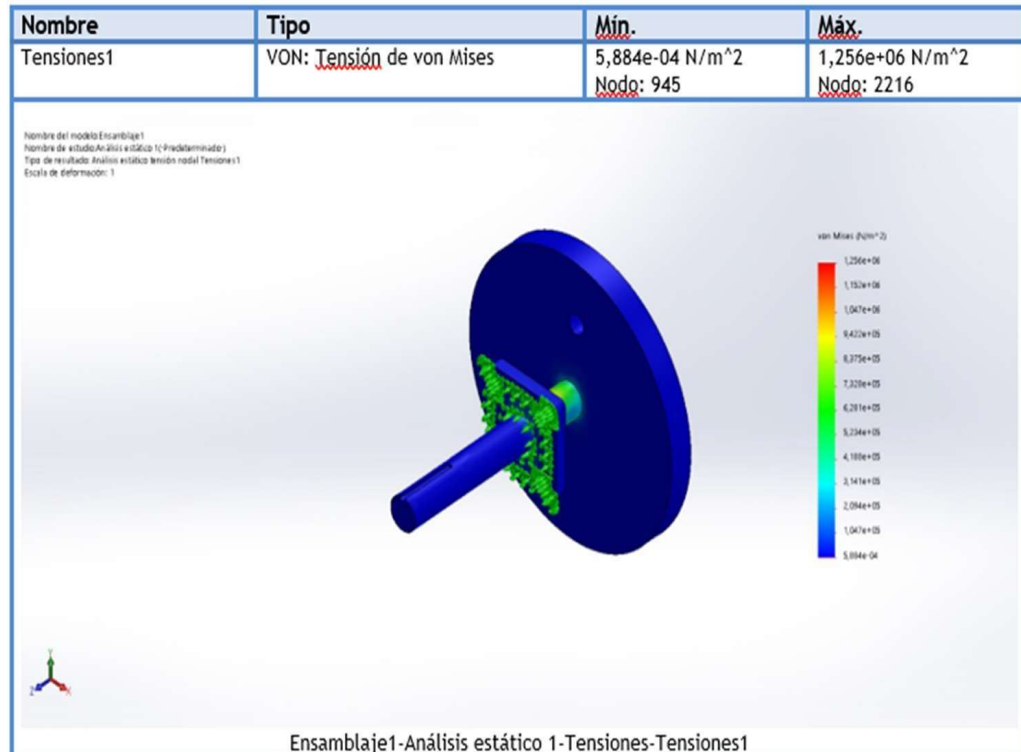 Nombre Tipo Mín. Máx.
Tensiones1 VON: Tensión de von Mises 5,884e-04 N/m^2 1,256e+06 N/m^2
Nodo: 945 Nodo: 2216
Nombre del modelo:Ensamblaje1
Nombre de estudio:Análisis estático 1(-Predeterminado-)
Tipo de resultado: Análisis estático tensión nodal Tensiones1
Escala de deformación: 1
von Mises (N/m^2)
1,256e+06
1,152e+06
1,047e+06
9,422e+05
8,375e+05
7,328e+05
6,281e+05
5,234e+05
4,188e+05
3,141e+05
2,094e+05
1,047e+05
5,884e-04
Y
Z X
Ensamblaje1-Análisis estático 1-Tensiones-Tensiones1